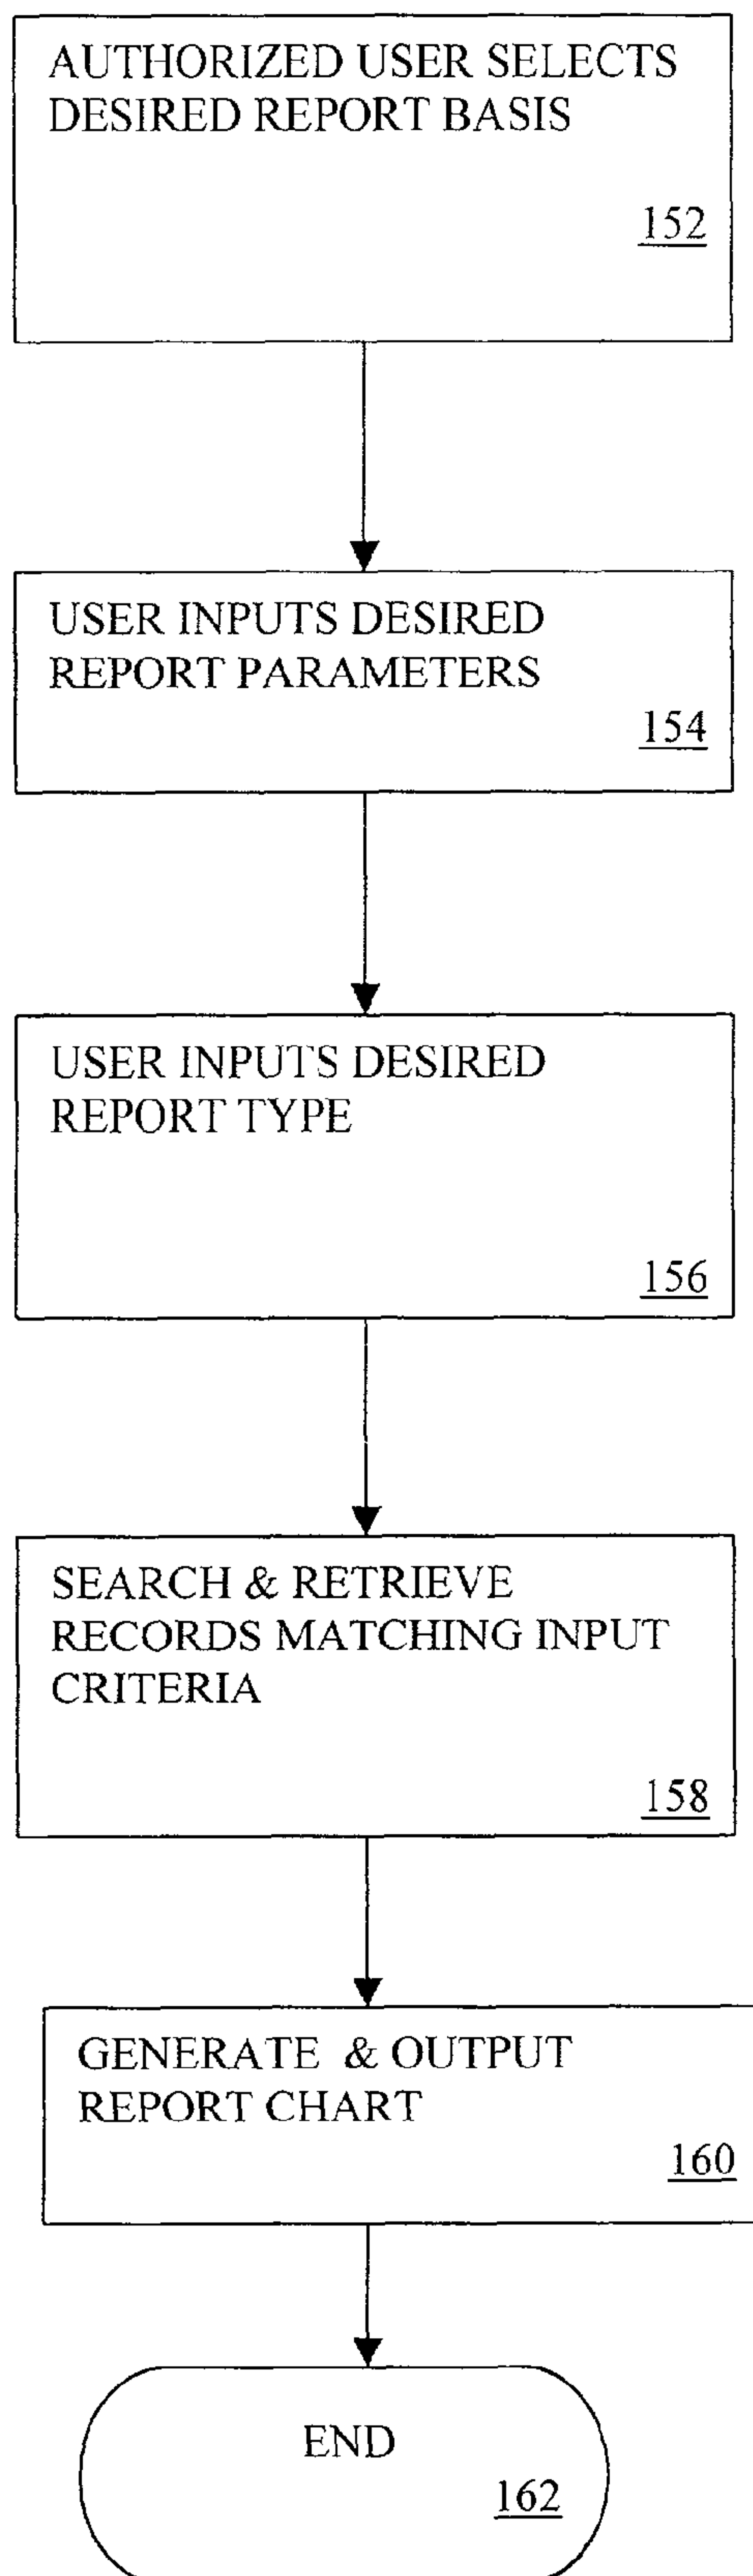 AUTHORIZED USER SELECTS
DESIRED REPORT BASIS
152
USER INPUTS DESIRED
REPORT PARAMETERS
154
USER INPUTS DESIRED
REPORT TYPE
156
SEARCH & RETRIEVE
RECORDS MATCHING INPUT
CRITERIA
158
GENERATE & OUTPUT
REPORT CHART
160
END
162